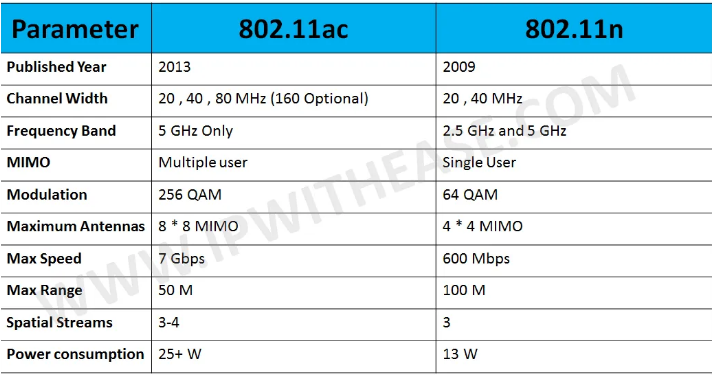 Parameter 802.11ac 802.11n
Published Year 2013 2009
Channel Width 20 , 40 , 80 MHz (160 Optional) 20 , 40 MHz
Frequency Band 5 GHz Only 2.5 GHz and 5 GHz
MIMO Multiple user Single User
Modulation 256 QAM 64 QAM
Maximum Antennas 8 * 8 MIMO 4 * 4 MIMO
Max Speed 7 Gbps 600 Mbps
Max Range 50 M 100 M
Spatial Streams 3-4 3
Power consumption 25+ W 13 W
WWW.IPWITHEASE.COM